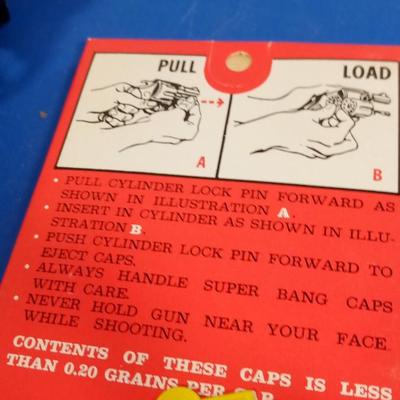 PULL
LOAD
A
B
• PULL CYLINDER LOCK PIN FORWARD AS
SHOWN IN ILLUSTRATION A.
• INSERT IN CYLINDER AS SHOWN IN ILLU-
STRATION B.
• PUSH CYLINDER LOCK PIN FORWARD TO
EJECT CAPS.
• ALWAYS HANDLE SUPER BANG CAPS
WITH CARE.
• NEVER HOLD GUN NEAR YOUR FACE
WHILE SHOOTING.
CONTENTS OF THESE CAPS IS LESS
THAN 0.20 GRAINS PER CAP